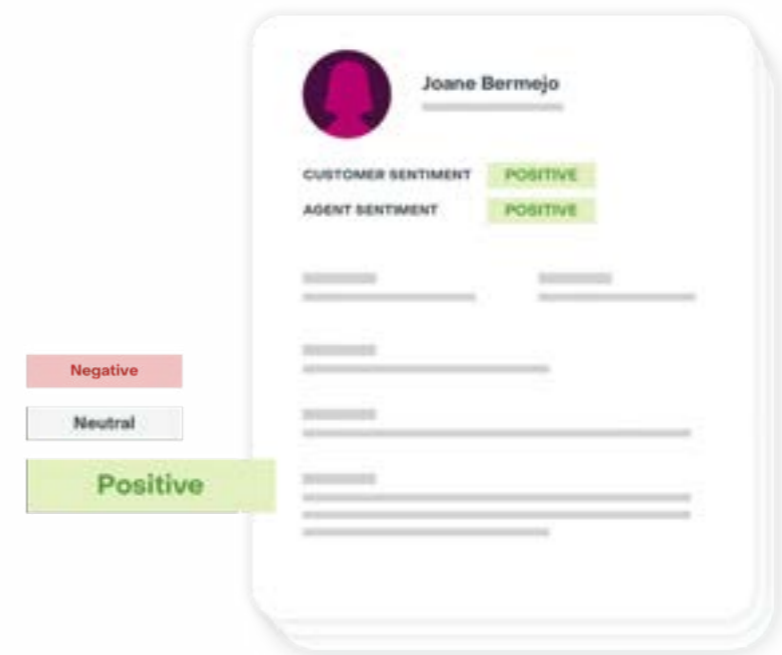 Joane Bermejo
CUSTOMER SENTIMENT POSITIVE
AGENT SENTIMENT POSITIVE
Negative
Neutral
Positive